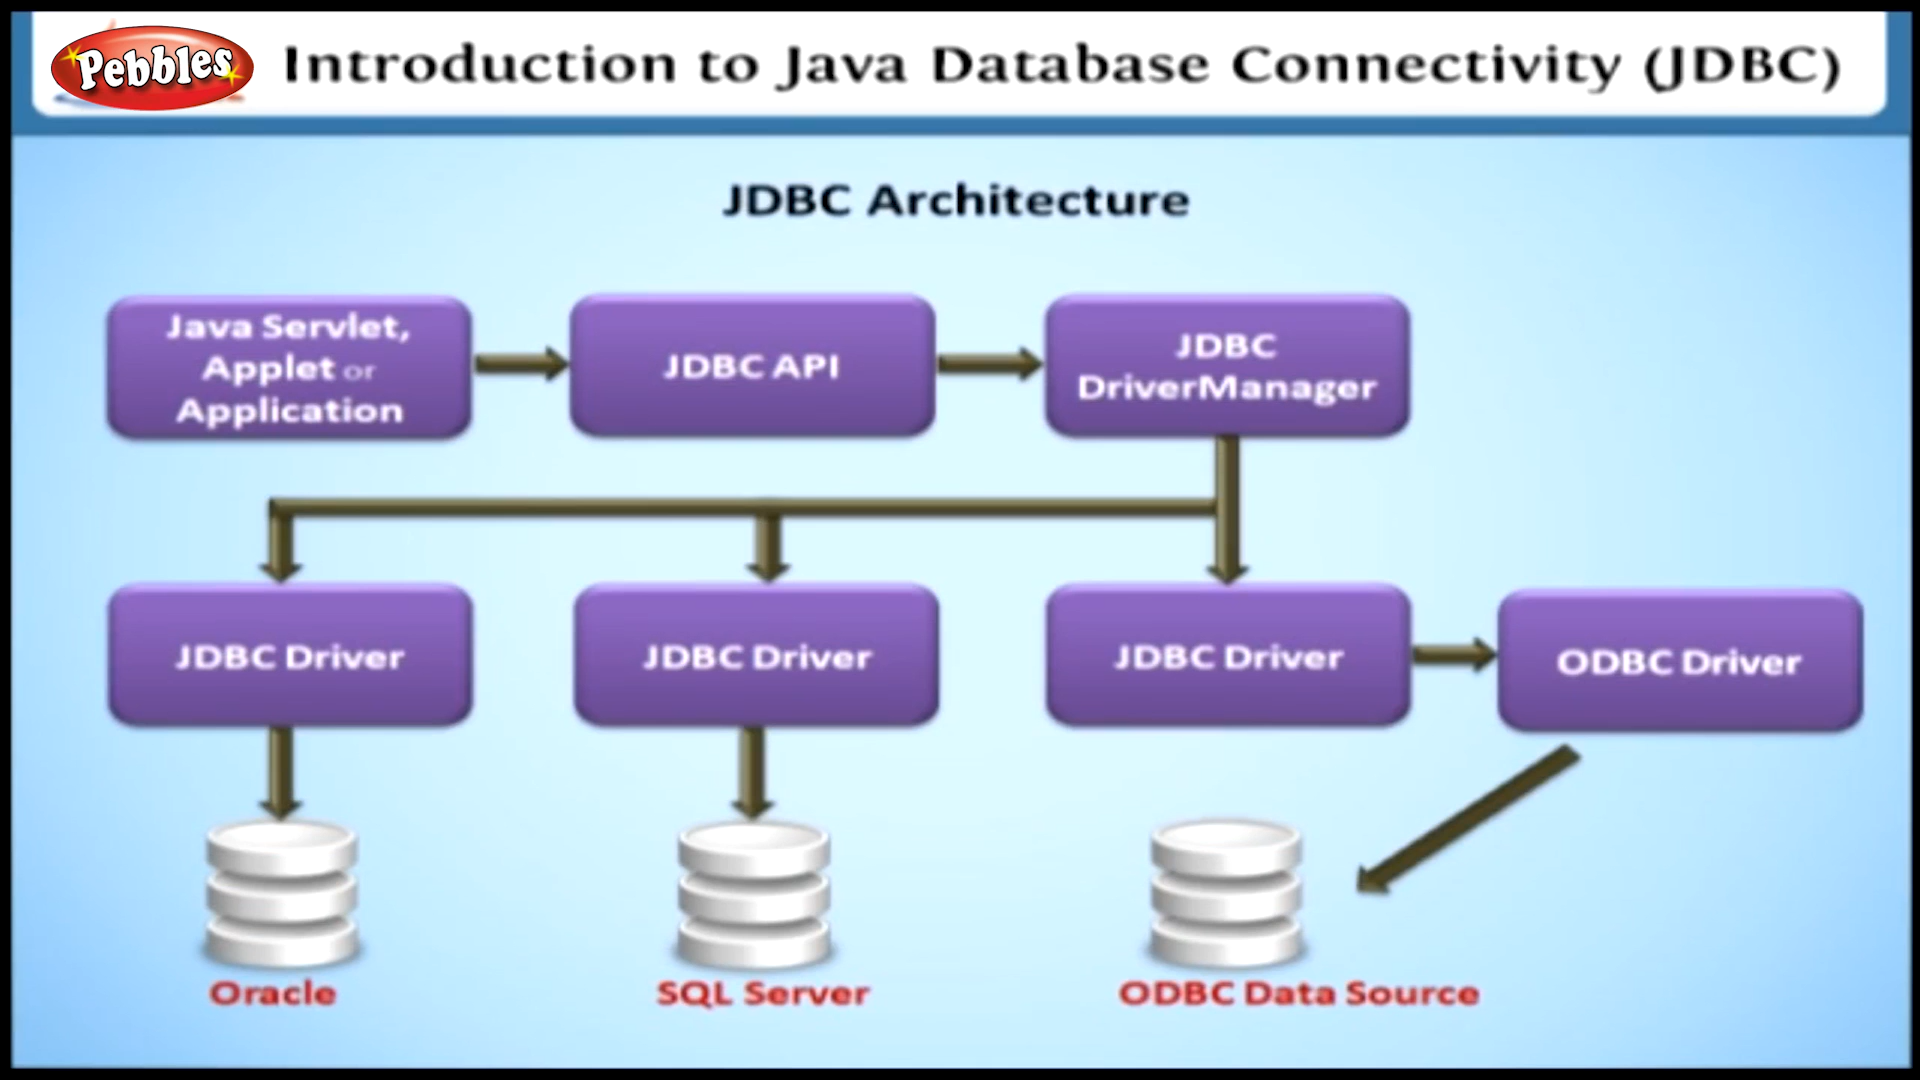 Pebbles
Introduction to Java Database Connectivity (JDBC)
JDBC Architecture
Java Servlet,
Applet or
Application
JDBC API
JDBC
DriverManager
JDBC Driver
JDBC Driver
JDBC Driver
ODBC Driver
Oracle
SQL Server
ODBC Data Source